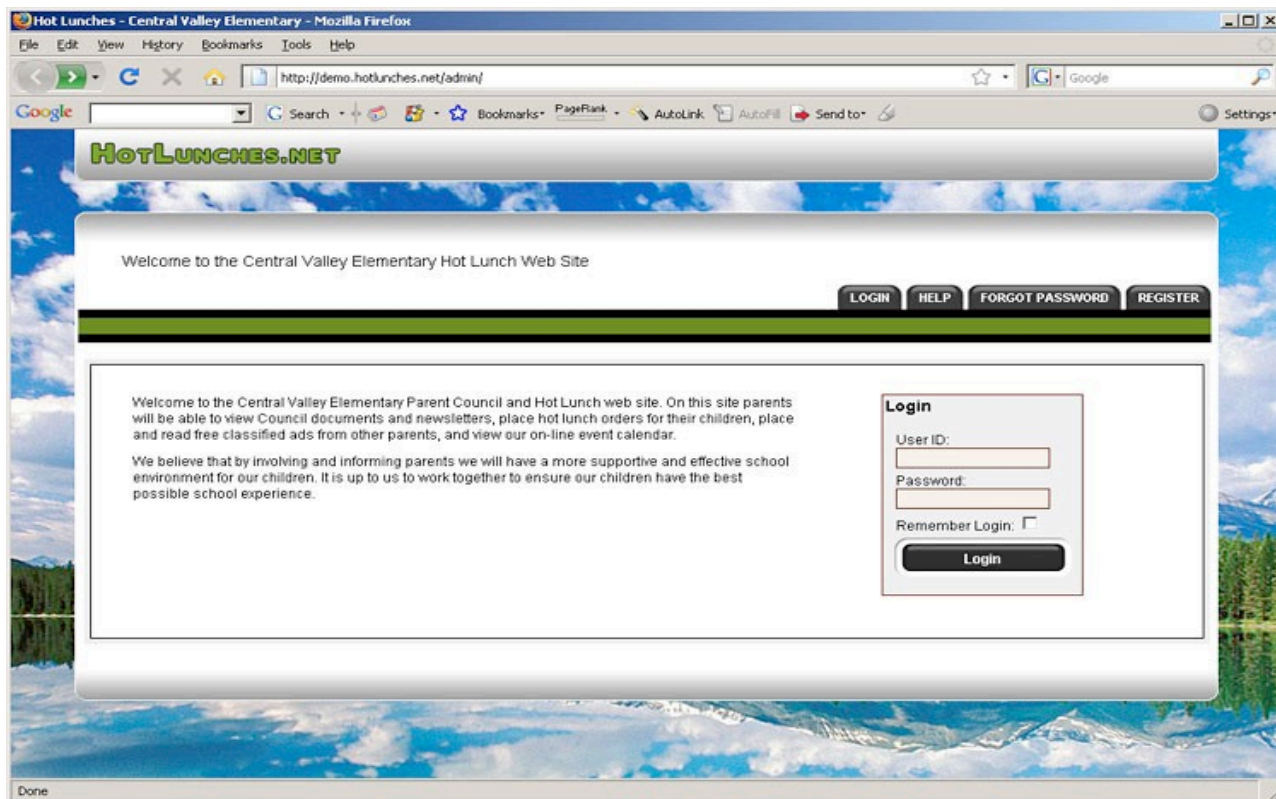 Hot Lunches - Central Valley Elementary - Mozilla Firefox
File Edit View History Bookmarks Tools Help
http://demo.hotlunches.net/admin/
G Google
Google Search Bookmarks PageRank AutoLink AutoFill Send to Settings
HOTLUNCHES.NET
Welcome to the Central Valley Elementary Hot Lunch Web Site
LOGIN HELP FORGOT PASSWORD REGISTER
Welcome to the Central Valley Elementary Parent Council and Hot Lunch web site. On this site parents
will be able to view Council documents and newsletters, place hot lunch orders for their children, place
and read free classified ads from other parents, and view our on-line event calendar.
We believe that by involving and informing parents we will have a more supportive and effective school
environment for our children. It is up to us to work together to ensure our children have the best
possible school experience.
Login
User ID:
Password:
Remember Login:
Login
Done